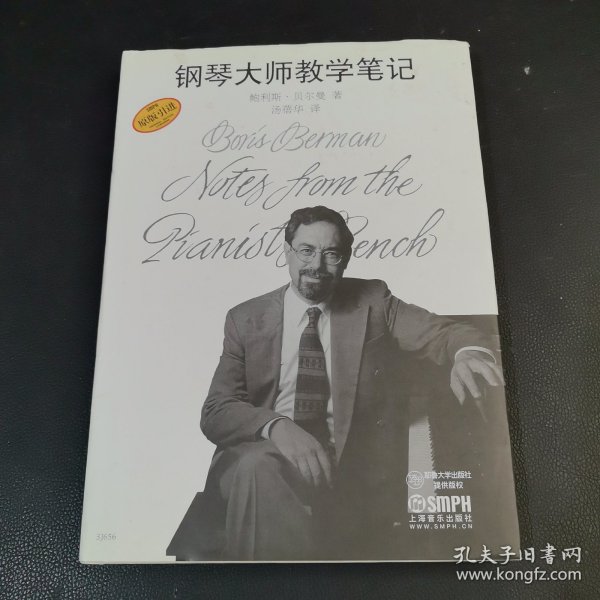 钢琴大师教学笔记
鲍利斯·贝尔曼 著
汤蓓华 译
原版引进
Boris Berman
Notes from the
Pianist's Bench
耶鲁大学出版社
提供版权
SMPH
上海音乐出版社
WWW.SMPH.CN
3J656
孔夫子旧书网
www.kongfz.com